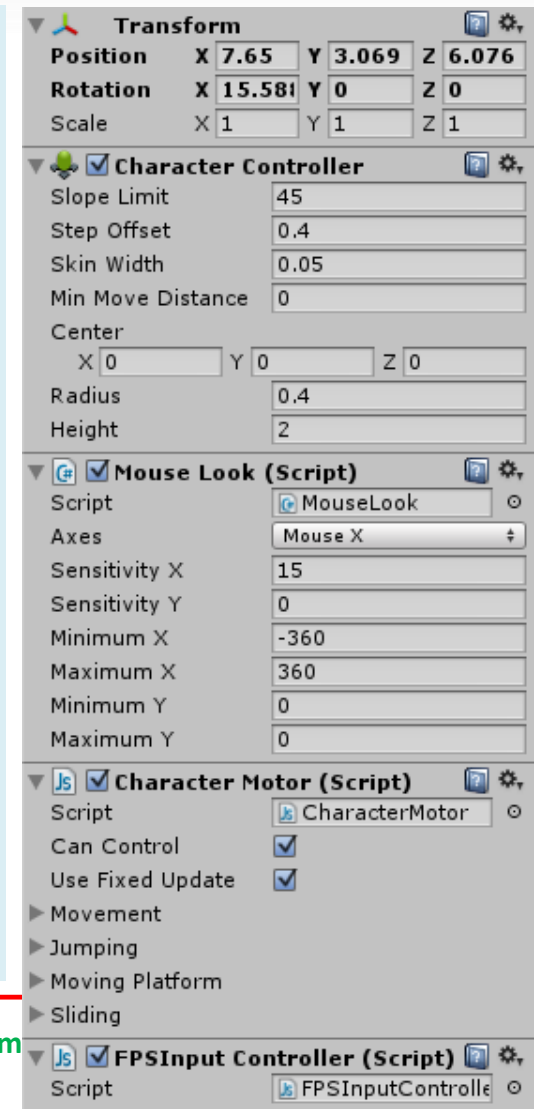 Transform
Position X 7.65 Y 3.069 Z 6.076
Rotation X 15.58 Y 0 Z 0
Scale X 1 Y 1 Z 1
Character Controller
Slope Limit 45
Step Offset 0.4
Skin Width 0.05
Min Move Distance 0
Center
X 0 Y 0 Z 0
Radius 0.4
Height 2
Mouse Look (Script)
Script MouseLook
Axes Mouse X
Sensitivity X 15
Sensitivity Y 0
Minimum X -360
Maximum X 360
Minimum Y 0
Maximum Y 0
Js Character Motor (Script)
Script CharacterMotor
Can Control
Use Fixed Update
Movement
Jumping
Moving Platform
Sliding
m
Js FPSInput Controller (Script)
Script FPSInputControlle